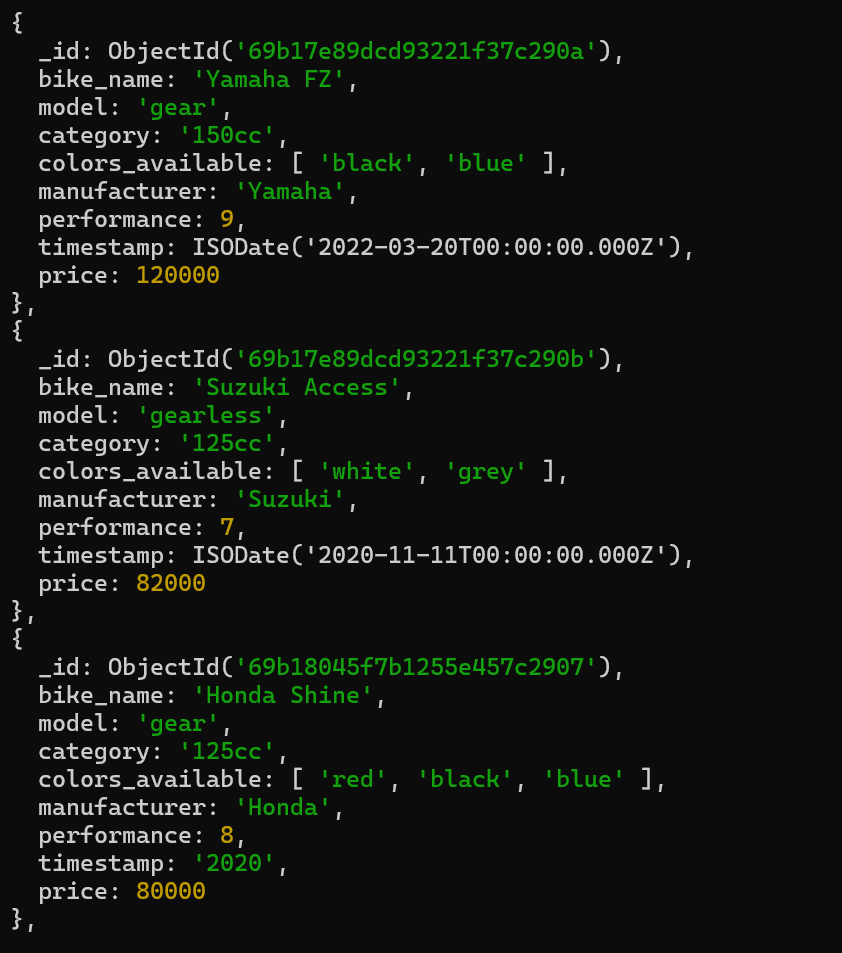 {
  _id: ObjectId('69b17e89dcd93221f37c290a'),
  bike_name: 'Yamaha FZ',
  model: 'gear',
  category: '150cc',
  colors_available: [ 'black', 'blue' ],
  manufacturer: 'Yamaha',
  performance: 9,
  timestamp: ISODate('2022-03-20T00:00:00.000Z'),
  price: 120000
},
{
  _id: ObjectId('69b17e89dcd93221f37c290b'),
  bike_name: 'Suzuki Access',
  model: 'gearless',
  category: '125cc',
  colors_available: [ 'white', 'grey' ],
  manufacturer: 'Suzuki',
  performance: 7,
  timestamp: ISODate('2020-11-11T00:00:00.000Z'),
  price: 82000
},
{
  _id: ObjectId('69b18045f7b1255e457c2907'),
  bike_name: 'Honda Shine',
  model: 'gear',
  category: '125cc',
  colors_available: [ 'red', 'black', 'blue' ],
  manufacturer: 'Honda',
  performance: 8,
  timestamp: '2020',
  price: 80000
},